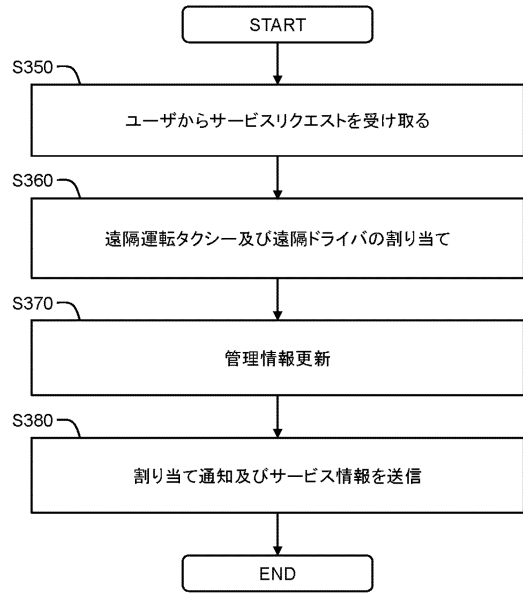 START
S350
ユーザからサービスリクエストを受け取る
S360
遠隔運転タクシー及び遠隔ドライバの割り当て
S370
管理情報更新
S380
割り当て通知及びサービス情報を送信
END